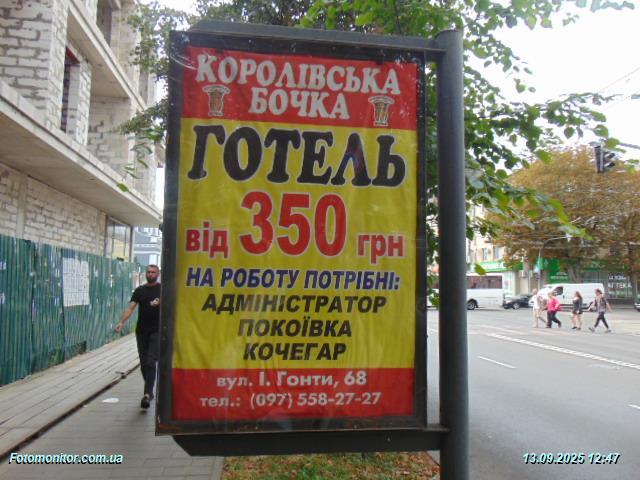 КОРОЛІВСЬКА
БОЧКА
ГОТЕЛЬ
від 350 грн
НА РОБОТУ ПОТРІБНІ:
АДМІНІСТРАТОР
ПОКОЇВКА
КОЧЕГАР
вул. І. Гонти, 68
тел.: (097) 558-27-27
АПТЕКА
Fotomonitor.com.ua
13.09.2025 12:47